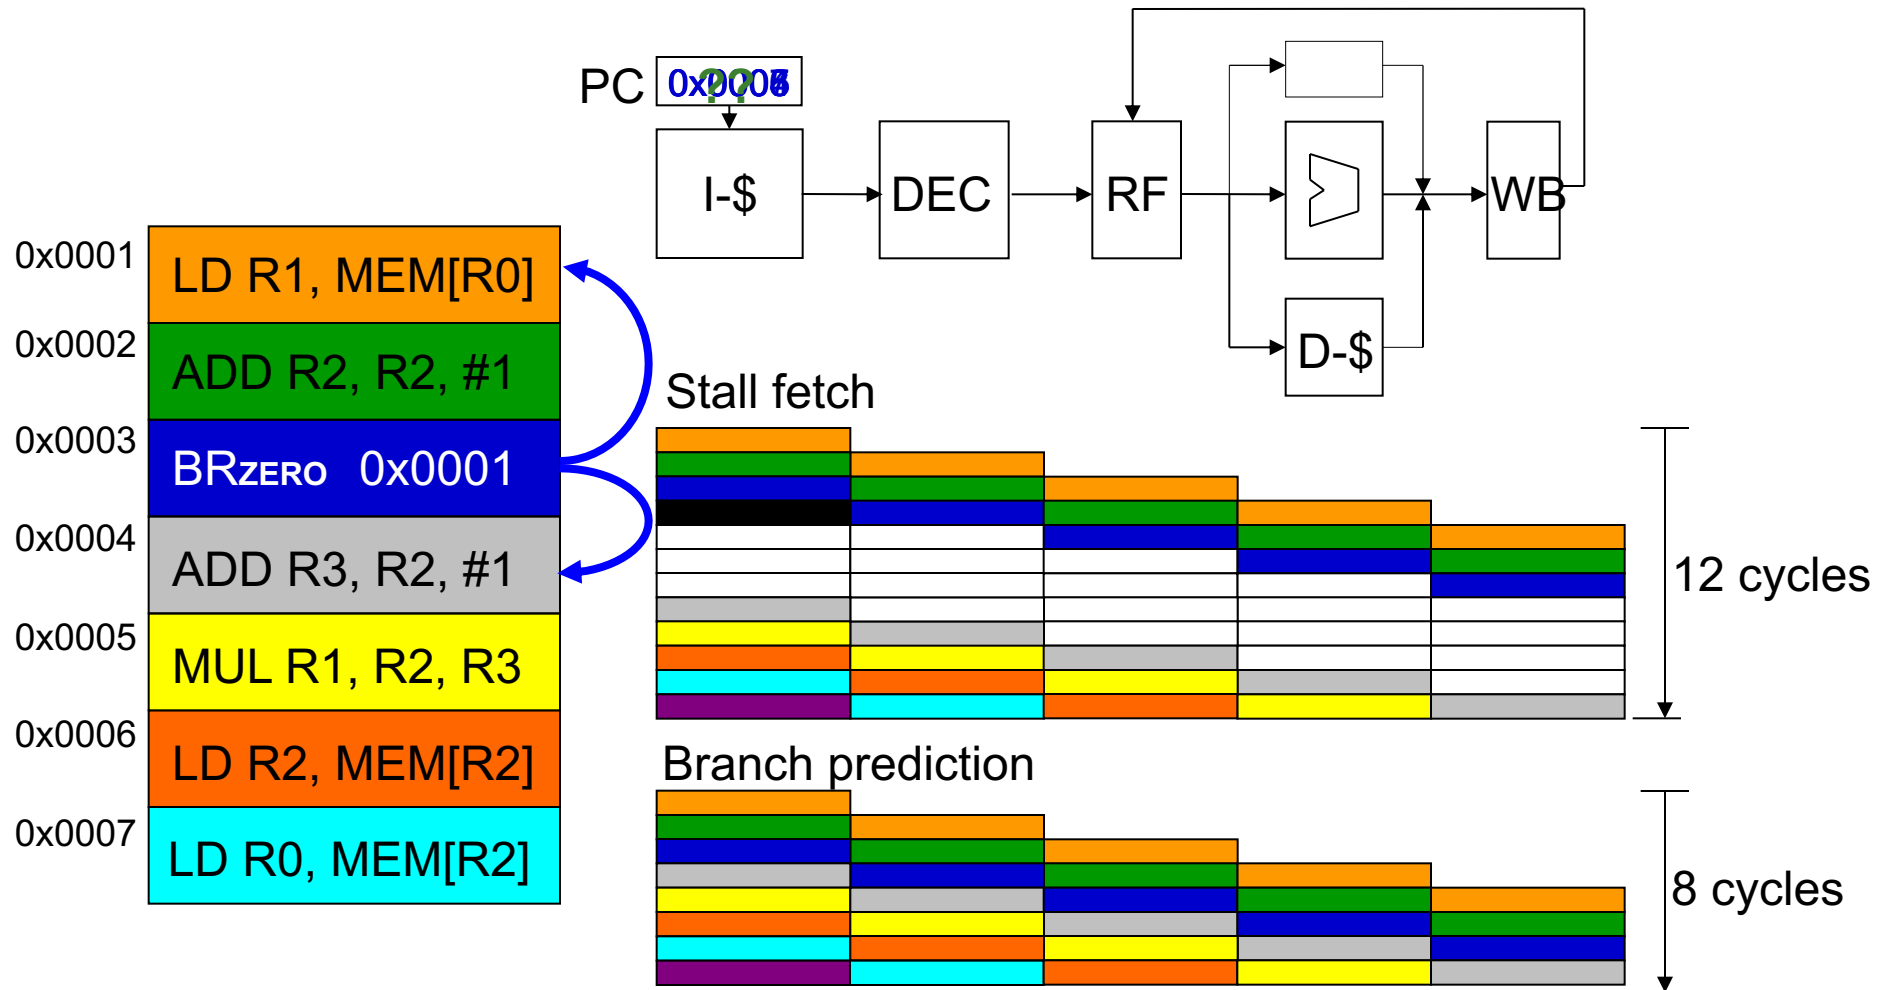 PC
I-$
DEC
RF
WB
D-$
0x0001
LD R1, MEM[R0]
0x0002
ADD R2, R2, #1
0x0003
BRZERO 0x0001
0x0004
ADD R3, R2, #1
0x0005
MUL R1, R2, R3
0x0006
LD R2, MEM[R2]
0x0007
LD R0, MEM[R2]
Stall fetch
12 cycles
Branch prediction
8 cycles